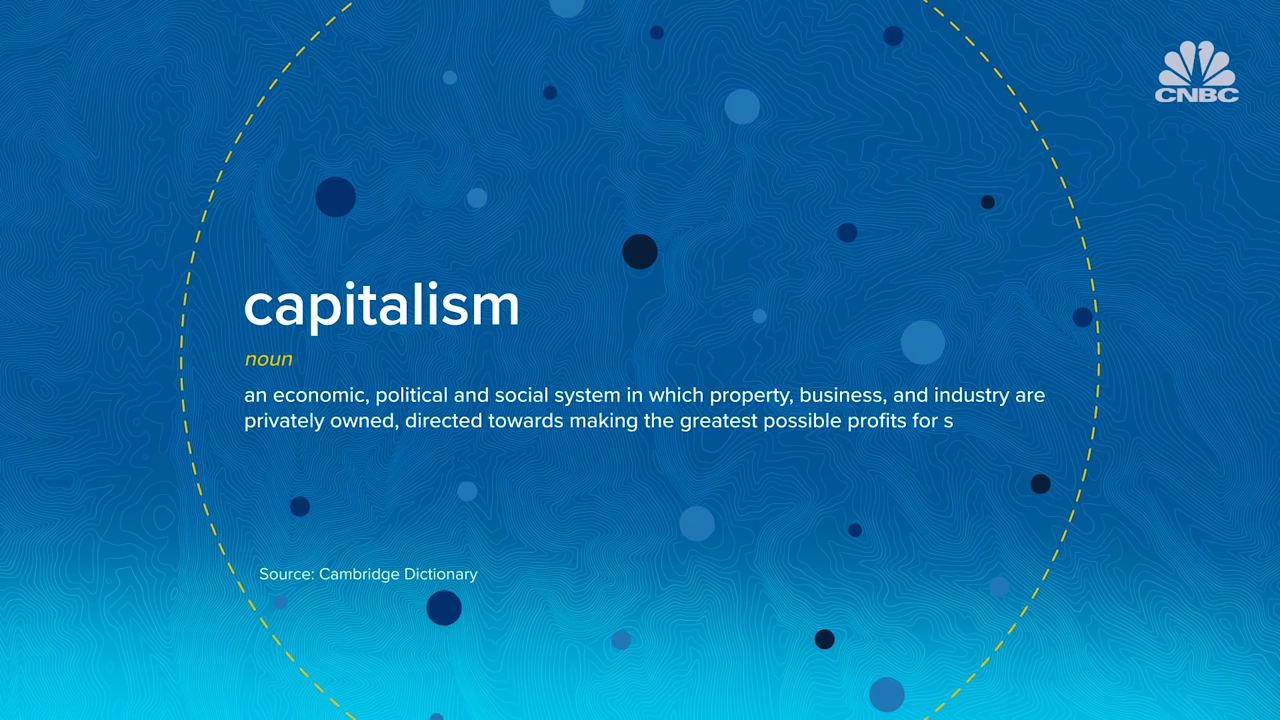 CNBC
capitalism
noun
an economic, political and social system in which property, business, and industry are
privately owned, directed towards making the greatest possible profits for s
Source: Cambridge Dictionary